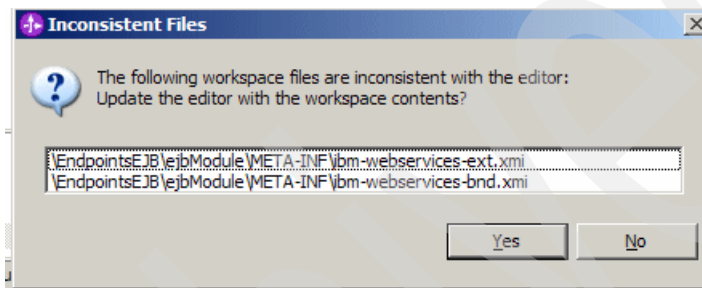 Inconsistent Files
The following workspace files are inconsistent with the editor:
Update the editor with the workspace contents?
\EndpointsEJB\ejbModule\META-INF\ibm-webservices-ext.xmi
\EndpointsEJB\ejbModule\META-INF\ibm-webservices-bnd.xmi
Yes No